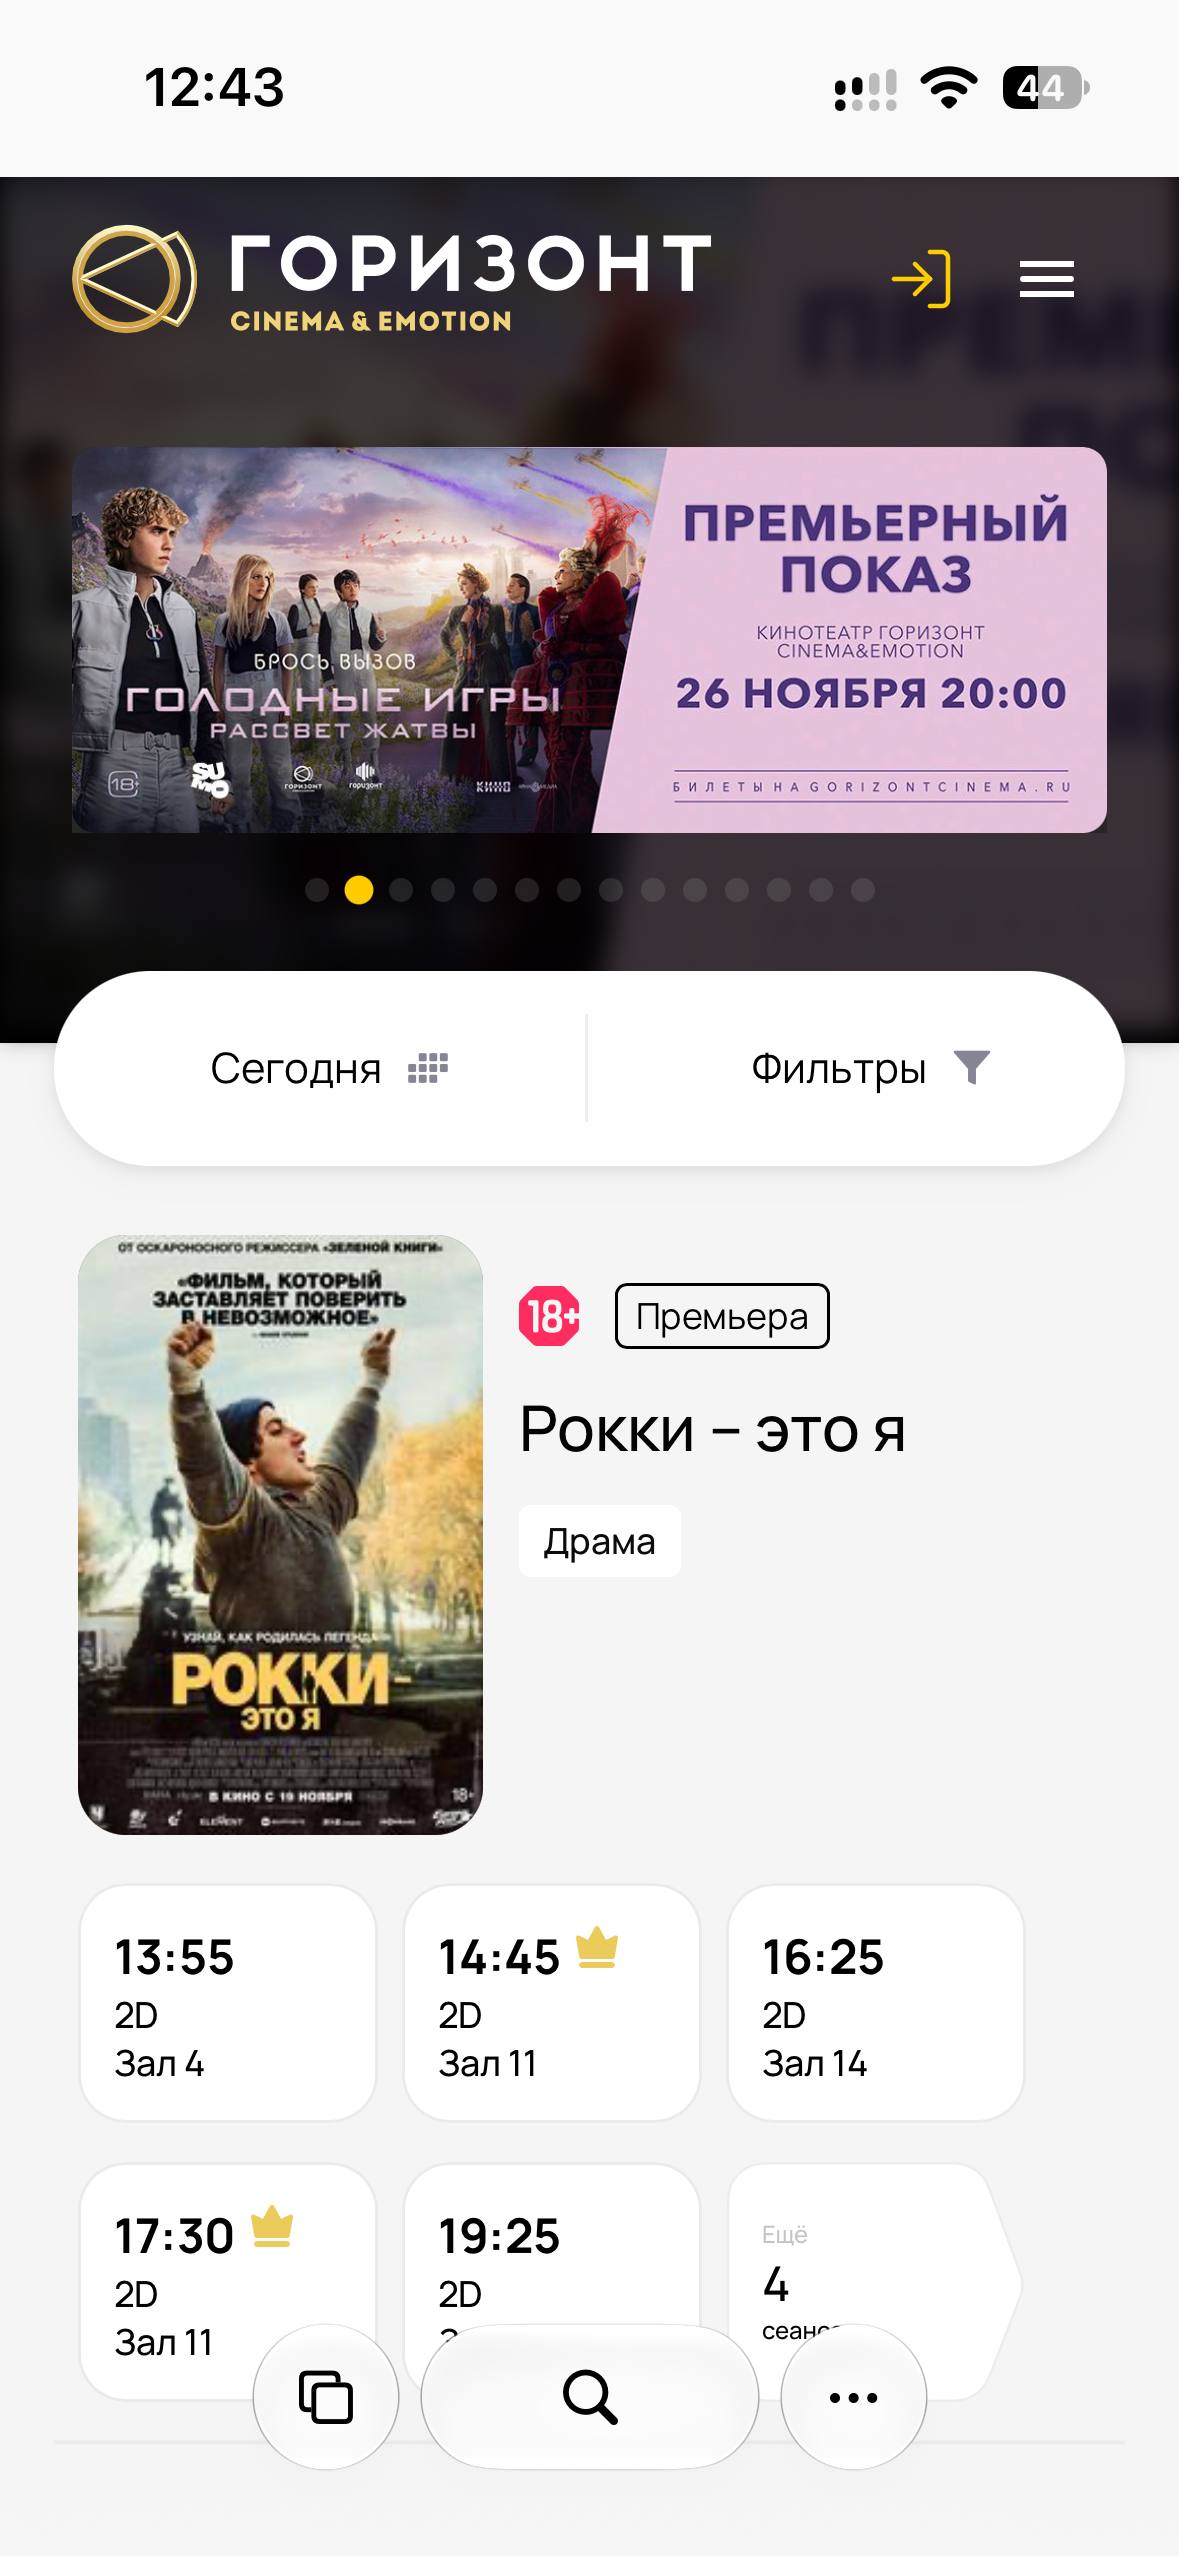 12:43
44
ГОРИЗОНТ
CINEMA & EMOTION
ПРЕМЬЕРНЫЙ
ПОКАЗ
КИНОТЕАТР ГОРИЗОНТ
CINEMA&EMOTION
26 НОЯБРЯ 20:00
БИЛЕТЫ НА GORIZONTCINEMA.RU
БРОСЬ ВЫЗОВ
ГОЛОДНЫЕ ИГРЫ
РАССВЕТ ЖАТВЫ
18+
SUMO
ГОРИЗОНТ
горизонт
КИНО
Сегодня
Фильтры
ОТ ОСКАРОНОСНОГО РЕЖИССЕРА «ЗЕЛЕНОЙ КНИГИ»
«ФИЛЬМ, КОТОРЫЙ
ЗАСТАВЛЯЕТ ПОВЕРИТЬ
В НЕВОЗМОЖНОЕ»
УЗНАЙ, КАК РОДИЛАСЬ ЛЕГЕНДА
РОККИ-
ЭТО Я
В КИНО С 19 НОЯБРЯ
18+
18+
Премьера
Рокки – это я
Драма
13:55
2D
Зал 4
14:45
2D
Зал 11
16:25
2D
Зал 14
17:30
2D
Зал 11
19:25
2D
Ещё
4